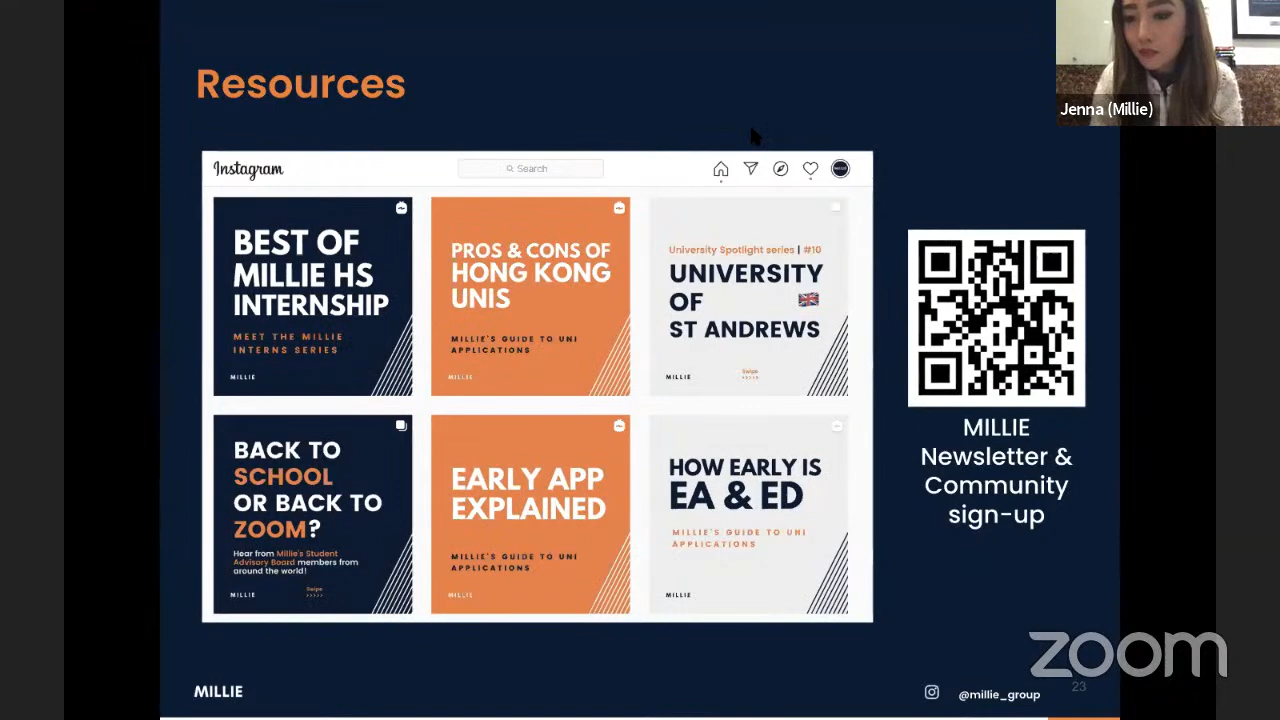 Resources
Jenna (Millie)
Instagram
Search
BEST OF
MILLIE HS
INTERNSHIP
MEET THE MILLIE
INTERNS SERIES
MILLIE
PROS & CONS OF
HONG KONG
UNIS
MILLIE'S GUIDE TO UNI
APPLICATIONS
MILLIE
University Spotlight series | #10
UNIVERSITY
OF
ST ANDREWS
MILLIE
Swipe
BACK TO
SCHOOL
OR BACK TO
ZOOM?
Hear from Millie's Student
Advisory Board members from
around the world!
MILLIE
Swipe
EARLY APP
EXPLAINED
MILLIE'S GUIDE TO UNI
APPLICATIONS
MILLIE
HOW EARLY IS
EA & ED
MILLIE'S GUIDE TO UNI
APPLICATIONS
MILLIE
MILLIE
Newsletter &
Community
sign-up
zoom
MILLIE
@millie_group
23